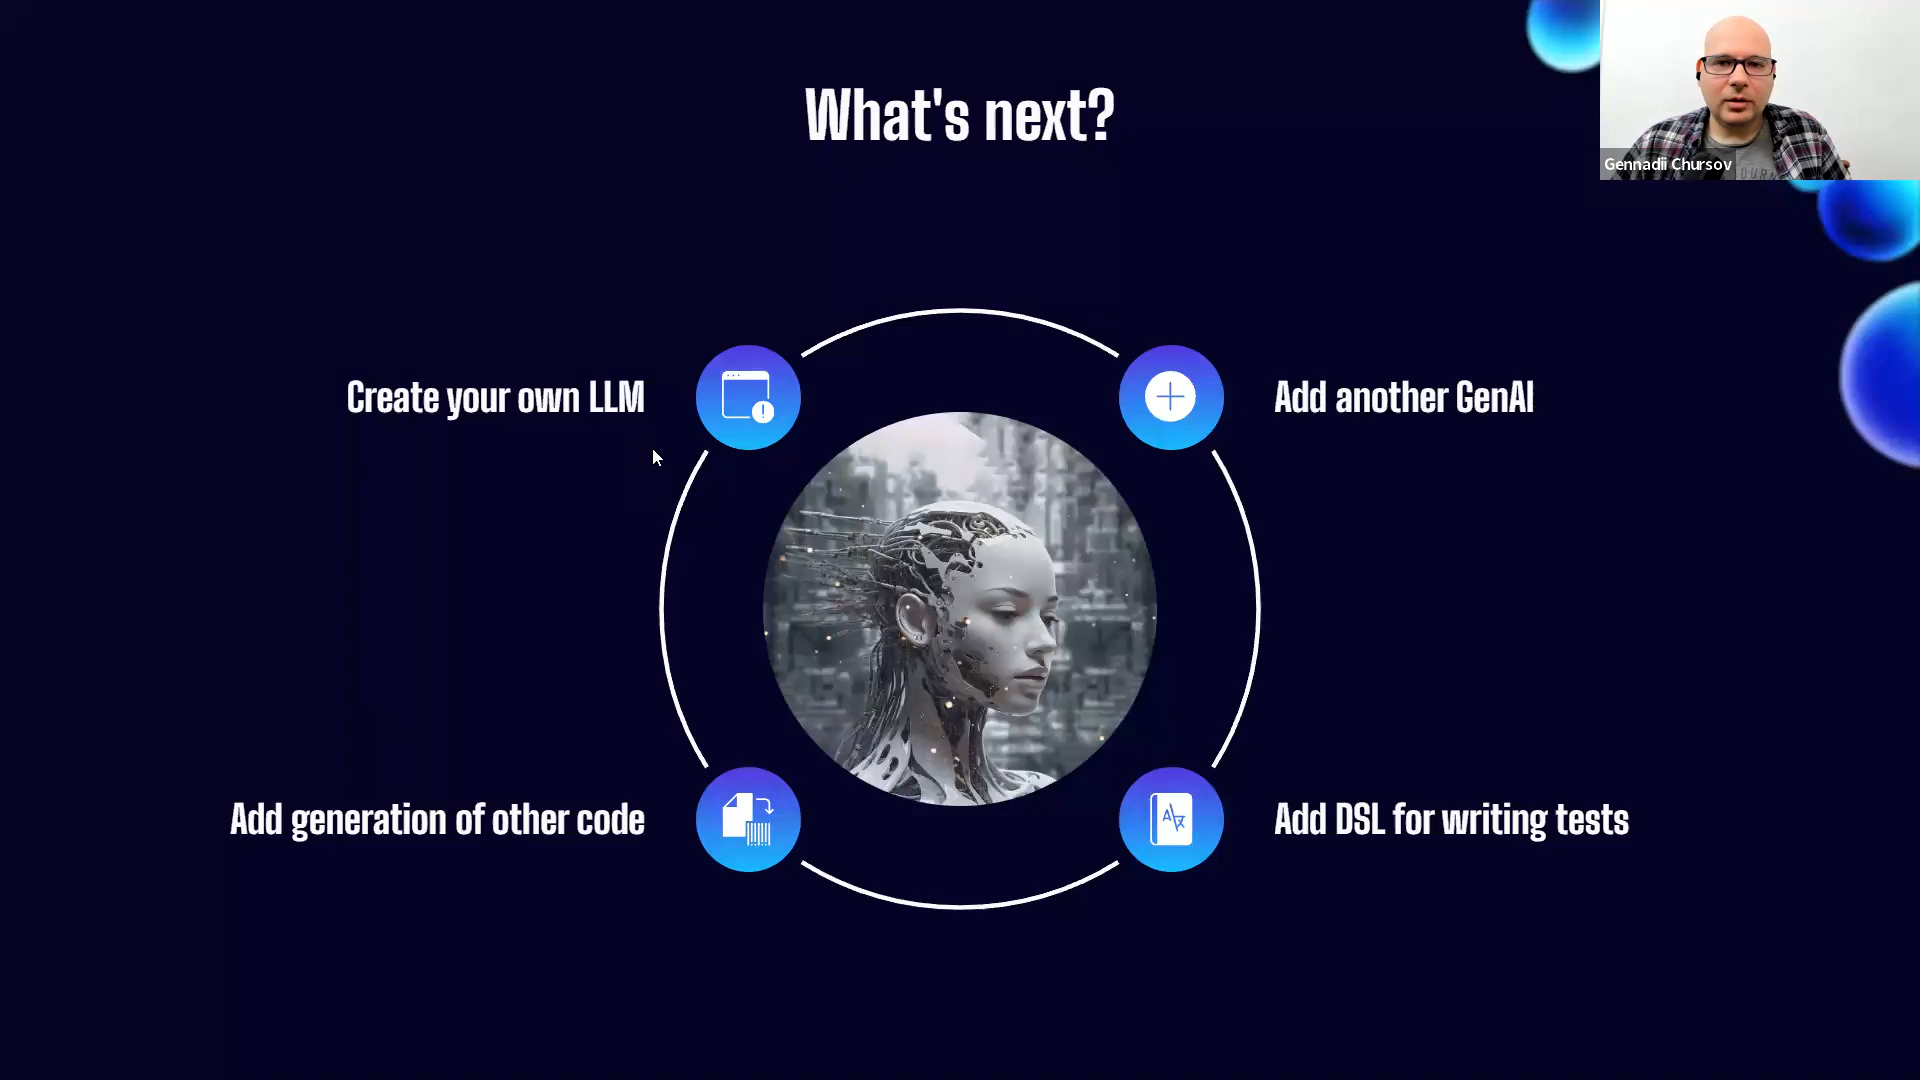 What's next?
Gennadii Chursov
Create your own LLM
Add another GenAI
Add generation of other code
Add DSL for writing tests